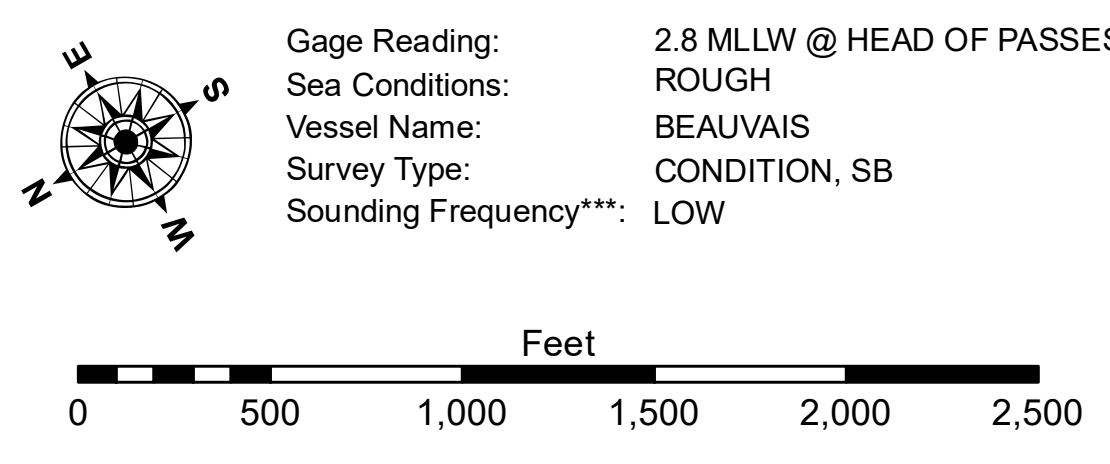 E
S
N
W
Gage Reading: 2.8 MLLW @ HEAD OF PASSES
Sea Conditions: ROUGH
Vessel Name: BEAUVAIS
Survey Type: CONDITION, SB
Sounding Frequency***: LOW
Feet
0 500 1,000 1,500 2,000 2,500